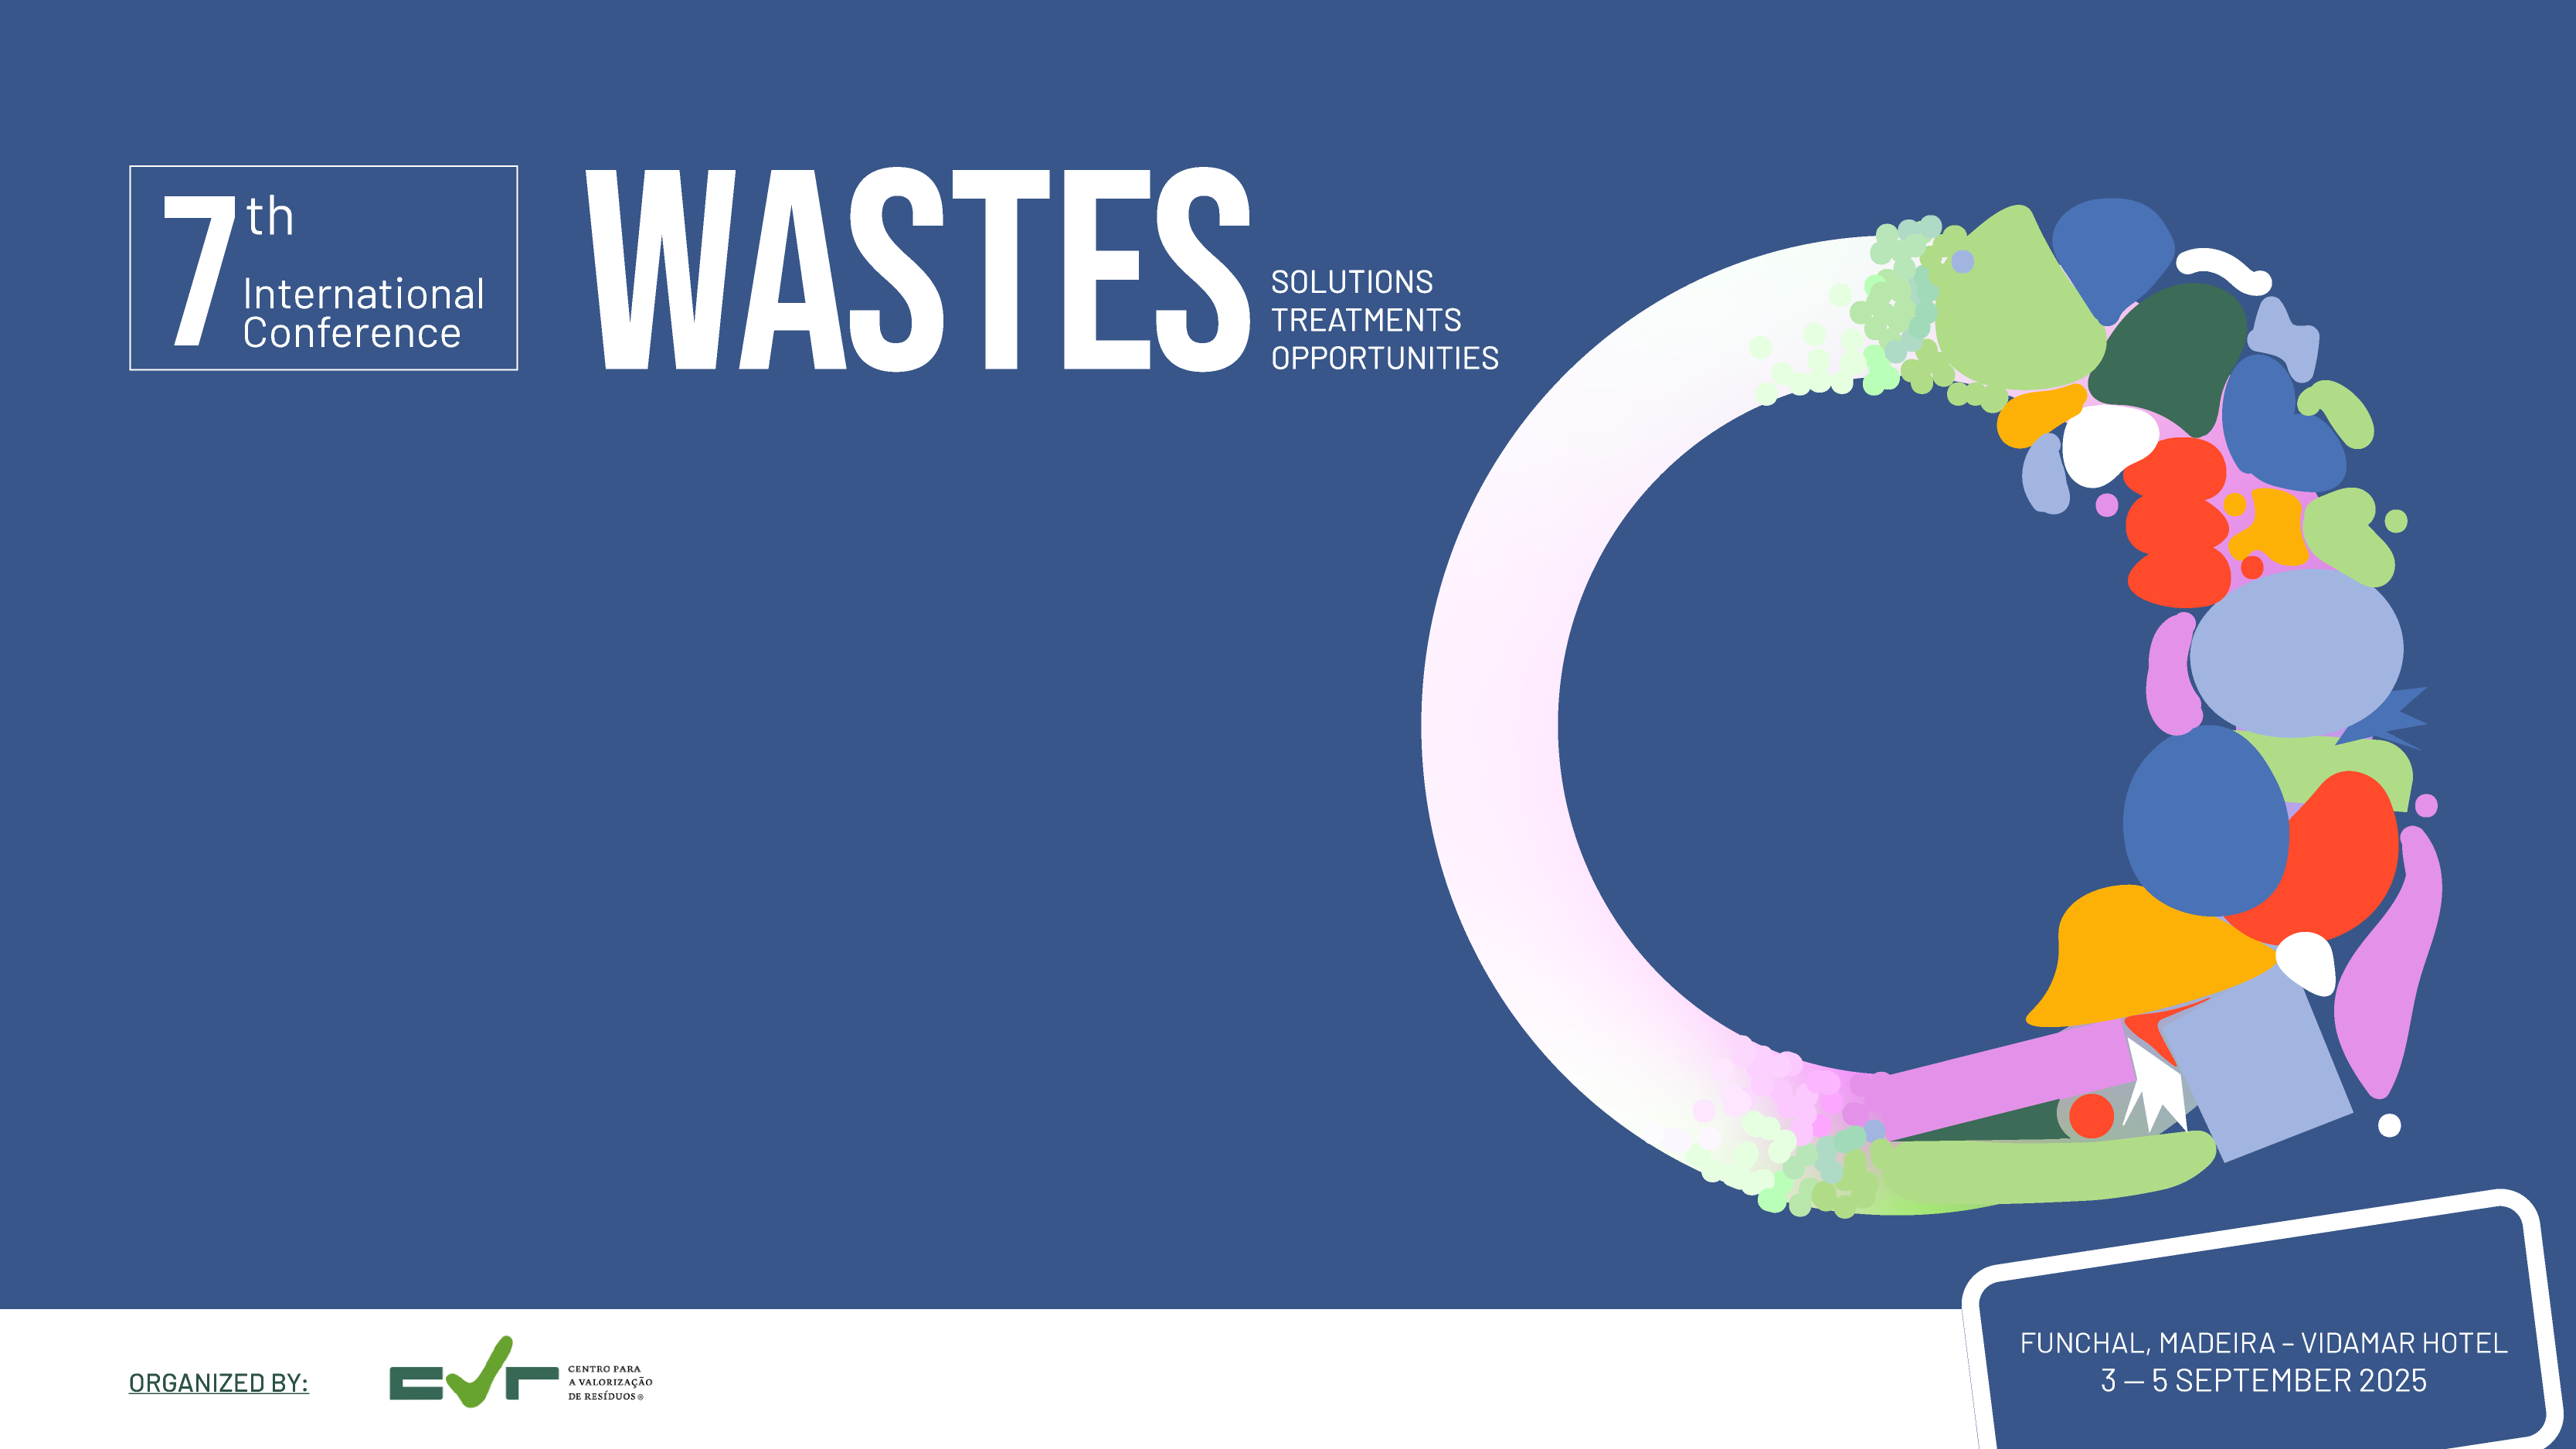 7th
International
Conference
WASTES
SOLUTIONS
TREATMENTS
OPPORTUNITIES
ORGANIZED BY:
CVR
CENTRO PARA
A VALORIZAÇÃO
DE RESÍDUOS®
FUNCHAL, MADEIRA – VIDAMAR HOTEL
3 — 5 SEPTEMBER 2025